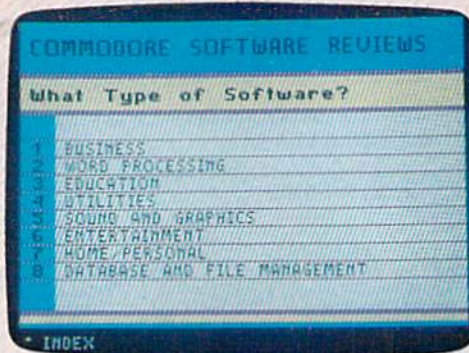 COMMODORE SOFTWARE REVIEWS
What Type of Software?
1 BUSINESS
2 WORD PROCESSING
3 EDUCATION
4 UTILITIES
5 SOUND AND GRAPHICS
6 ENTERTAINMENT
7 HOME/PERSONAL
8 DATABASE AND FILE MANAGEMENT
* INDEX